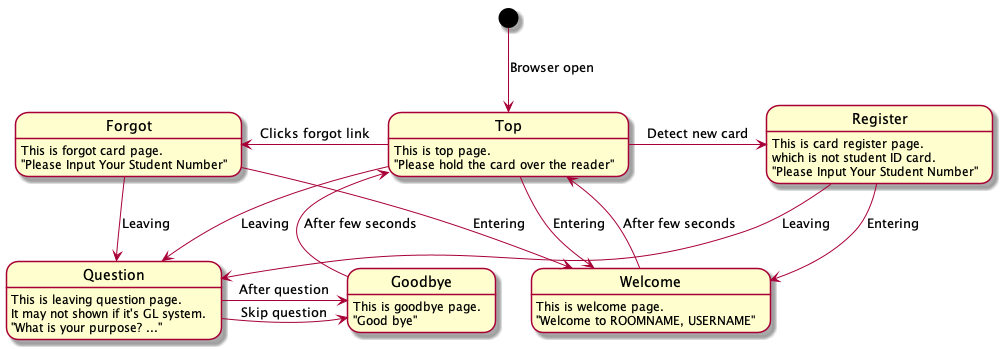 Browser open
Forgot
This is forgot card page.
"Please Input Your Student Number"
Clicks forgot link
Top
This is top page.
"Please hold the card over the reader"
Detect new card
Register
This is card register page.
which is not student ID card.
"Please Input Your Student Number"
Leaving
Leaving
After few seconds
Entering
Entering
After few seconds
Leaving
Entering
Question
This is leaving question page.
It may not shown if it's GL system.
"What is your purpose? ..."
After question
Skip question
Goodbye
This is goodbye page.
"Good bye"
Welcome
This is welcome page.
"Welcome to ROOMNAME, USERNAME"